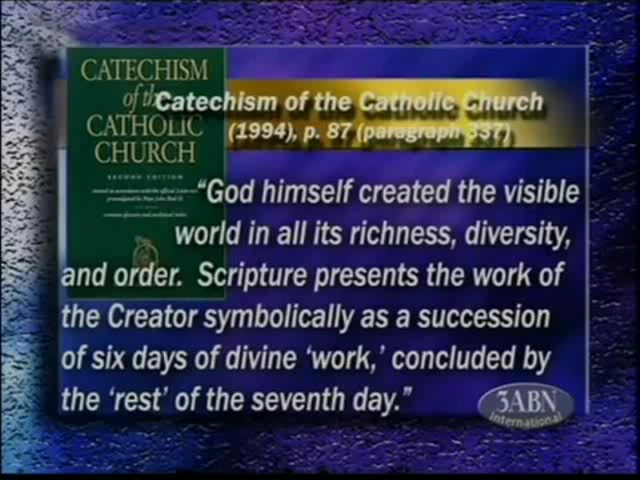 CATECHISM
of the
CATHOLIC
CHURCH
SECOND EDITION
Catechism of the Catholic Church
(1994), p. 87 (paragraph 337)
“God himself created the visible
world in all its richness, diversity,
and order. Scripture presents the work of
the Creator symbolically as a succession
of six days of divine ‘work,’ concluded by
the ‘rest’ of the seventh day.”
3ABN
international